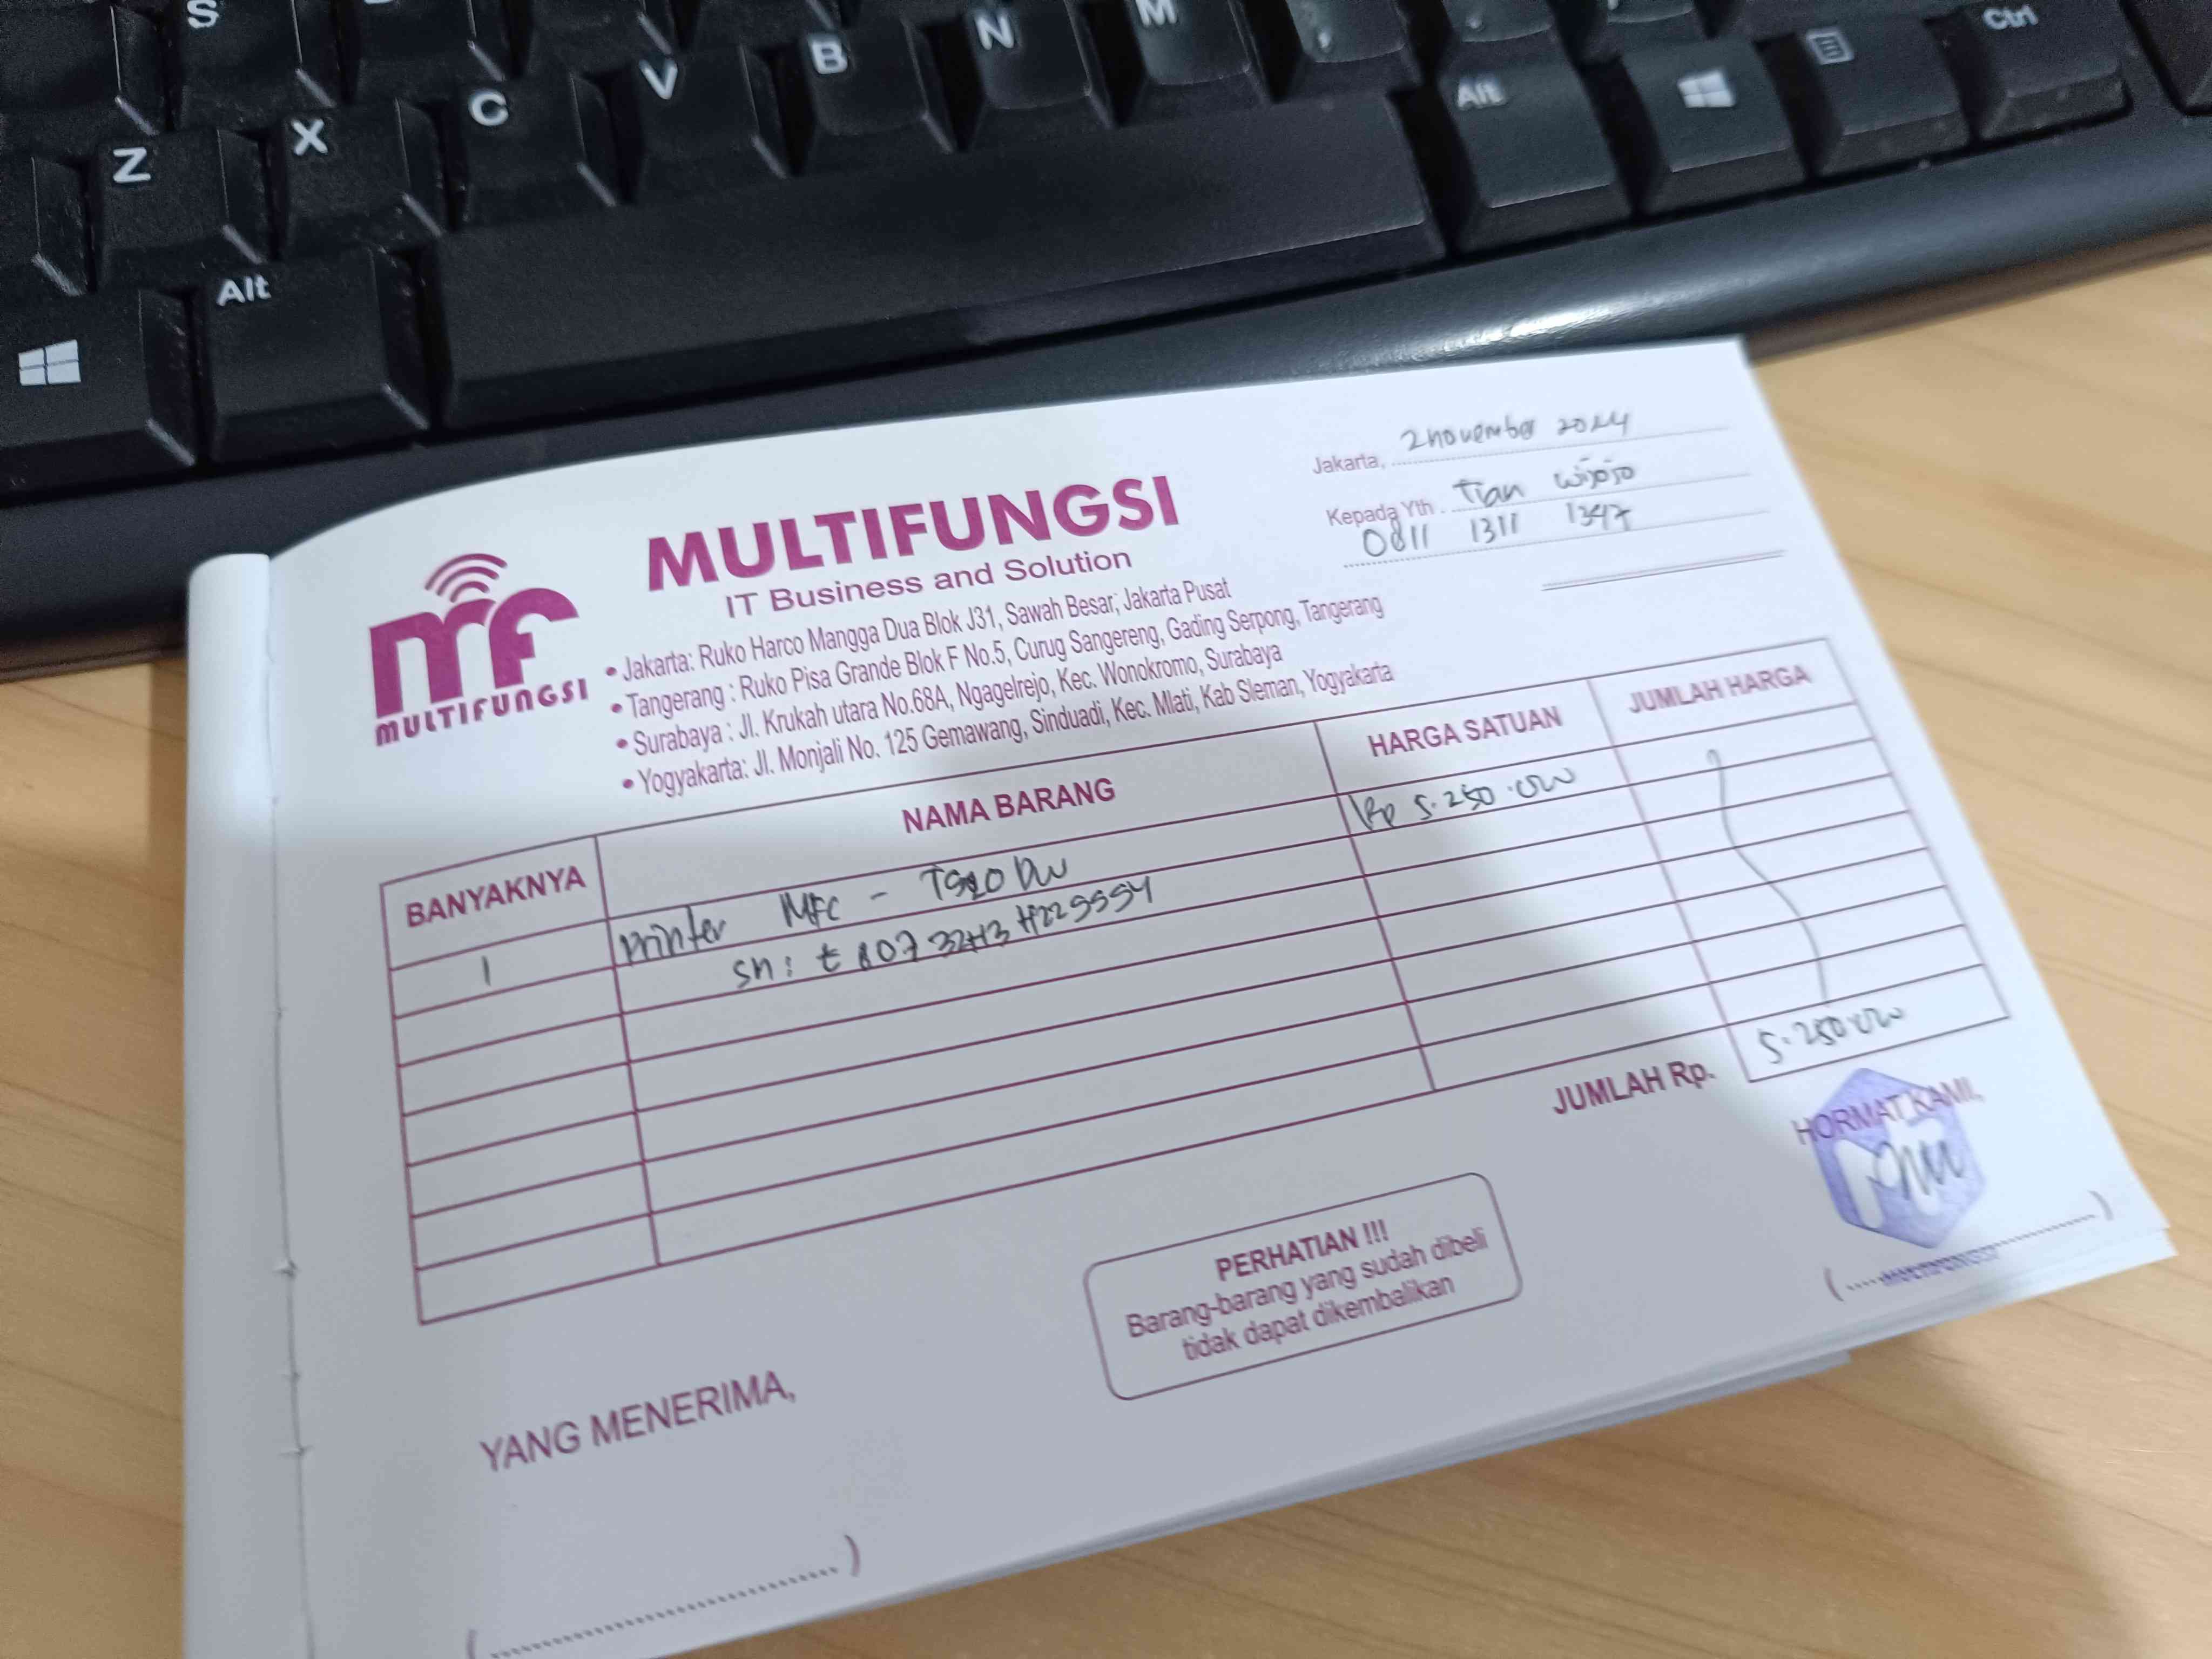 S
Z X C V B N M Alt Ctrl
Alt
Jakarta, 2 november 2024
Kepada Yth. Tian wijojo
0811 1311 1347
mf
MULTIFUNGSI
MULTIFUNGSI
IT Business and Solution
• Jakarta: Ruko Harco Mangga Dua Blok J31, Sawah Besar, Jakarta Pusat
• Tangerang : Ruko Pisa Grande Blok F No.5, Curug Sangereng, Gading Serpong, Tangerang
• Surabaya : Jl. Krukah utara No.68A, Ngagelrejo, Kec. Wonokromo, Surabaya
• Yogyakarta: Jl. Monjali No. 125 Gemawang, Sinduadi, Kec. Mlati, Kab Sleman, Yogyakarta
BANYAKNYA NAMA BARANG HARGA SATUAN JUMLAH HARGA
1 printer MFC - T920 DW Rp 5.250.000
sn :
JUMLAH Rp. 5.250.000
HORMAT KAMI,
PERHATIAN !!!
Barang-barang yang sudah dibeli
tidak dapat dikembalikan
YANG MENERIMA,